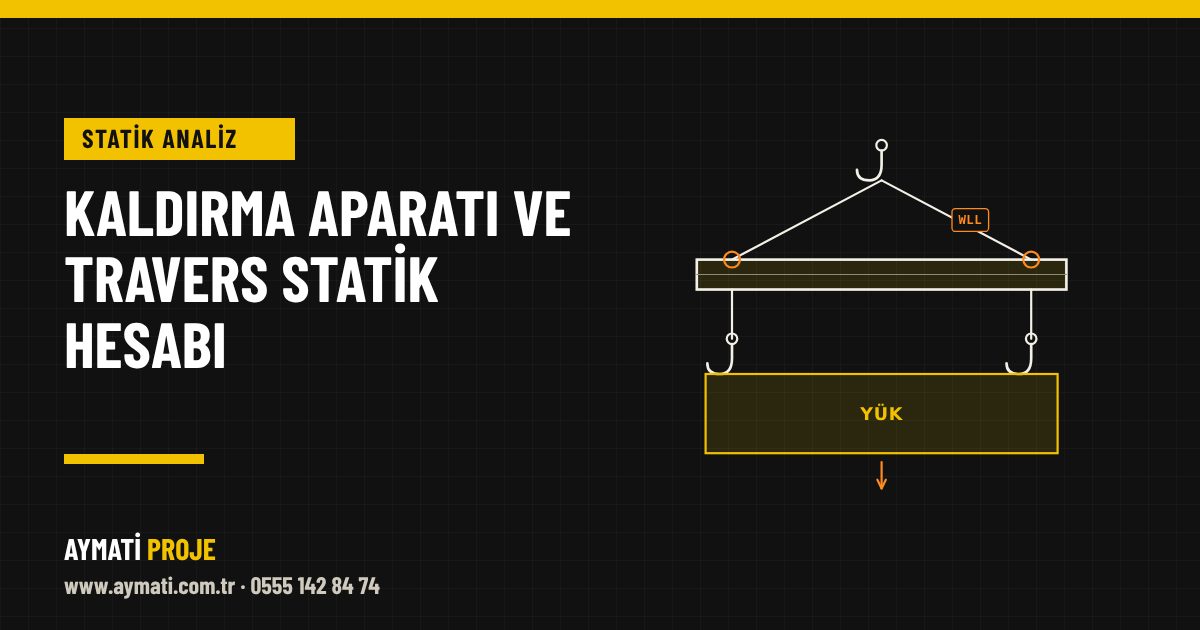 STATİK ANALİZ
KALDIRMA APARATI VE
TRAVERS STATİK
HESABI
AYMATİ PROJE
www.aymati.com.tr · 0555 142 84 74
WLL
YÜK